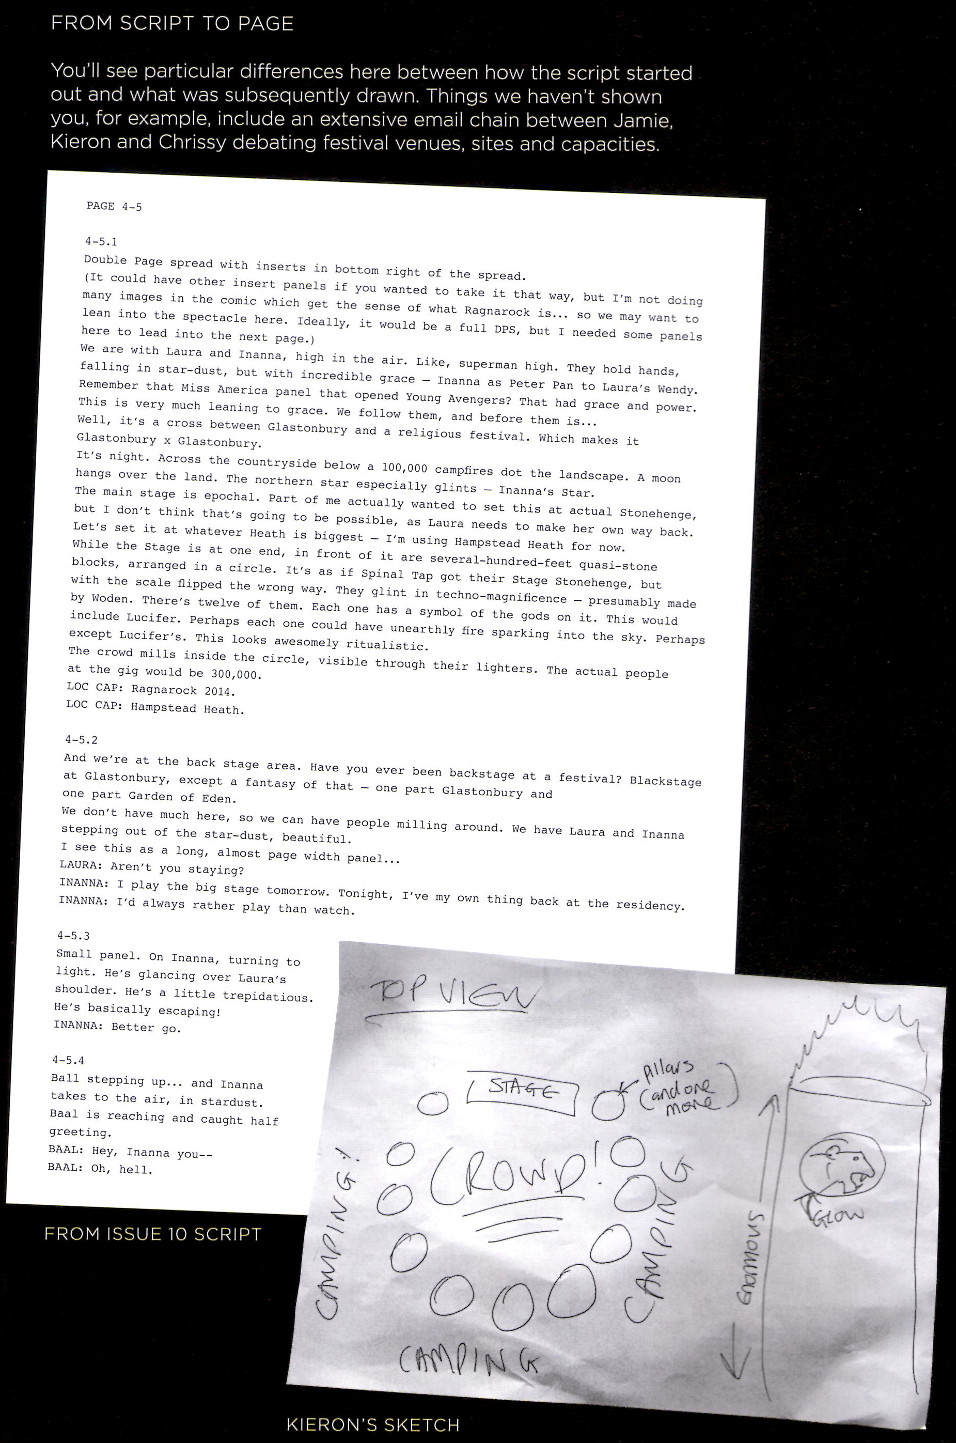 FROM SCRIPT TO PAGE
You'll see particular differences here between how the script started
out and what was subsequently drawn. Things we haven't shown
you, for example, include an extensive email chain between Jamie,
Kieron and Chrissy debating festival venues, sites and capacities.
PAGE 4-5
4-5.1
Double Page spread with inserts in bottom right of the spread.
(It could have other insert panels if you wanted to take it that way, but I'm not doing
many images in the comic which get the sense of what Ragnarock is... so we may want to
lean into the spectacle here. Ideally, it would be a full DPS, but I needed some panels
here to lead into the next page.)
We are with Laura and Inanna, high in the air. Like, superman high. They hold hands,
falling in star-dust, but with incredible grace – Inanna as Peter Pan to Laura's Wendy.
Remember that Miss America panel that opened Young Avengers? That had grace and power.
This is very much leaning to grace. We follow them, and before them is...
Well, it's a cross between Glastonbury and a religious festival. Which makes it
Glastonbury x Glastonbury.
It's night. Across the countryside below a 100,000 campfires dot the landscape. A moon
hangs over the land. The northern star especially glints – Inanna's Star.
The main stage is epochal. Part of me actually wanted to set this at actual Stonehenge,
but I don't think that's going to be possible, as Laura needs to make her own way back.
Let's set it at whatever Heath is biggest – I'm using Hampstead Heath for now.
While the Stage is at one end, in front of it are several-hundred-feet quasi-stone
blocks, arranged in a circle. It's as if Spinal Tap got their Stage Stonehenge, but
with the scale flipped the wrong way. They glint in techno-magnificence – presumably made
by Woden. There's twelve of them. Each one has a symbol of the gods on it. This would
include Lucifer. Perhaps each one could have unearthly fire sparking into the sky. Perhaps
except Lucifer's. This looks awesomely ritualistic.
The crowd mills inside the circle, visible through their lighters. The actual people
at the gig would be 300,000.
LOC CAP: Ragnarock 2014.
LOC CAP: Hampstead Heath.
4-5.2
And we're at the back stage area. Have you ever been backstage at a festival? Blackstage
at Glastonbury, except a fantasy of that – one part Glastonbury and
one part Garden of Eden.
We don't have much here, so we can have people milling around. We have Laura and Inanna
stepping out of the star-dust, beautiful.
I see this as a long, almost page width panel...
LAURA: Aren't you staying?
INANNA: I play the big stage tomorrow. Tonight, I've my own thing back at the residency.
INANNA: I'd always rather play than watch.
4-5.3
Small panel. On Inanna, turning to
light. He's glancing over Laura's
shoulder. He's a little trepidatious.
He's basically escaping!
INANNA: Better go.
4-5.4
Ball stepping up... and Inanna
takes to the air, in stardust.
Baal is reaching and caught half
greeting.
BAAL: Hey, Inanna you--
BAAL: Oh, hell.
FROM ISSUE 10 SCRIPT
TOP VIEW
STAGE
Pillars
(and one
more)
CROWD!
CAMPING!
CAMPING
CAMPING
ENORMOUS
GLOW
KIERON'S SKETCH